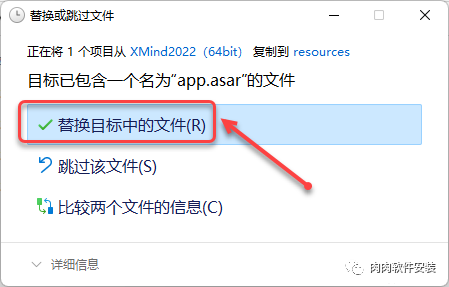 替换或跳过文件
正在将 1 个项目从 XMind2022（64bit） 复制到 resources
目标已包含一个名为“app.asar”的文件
替换目标中的文件(R)
跳过该文件(S)
比较两个文件的信息(C)
详细信息
肉肉软件安装